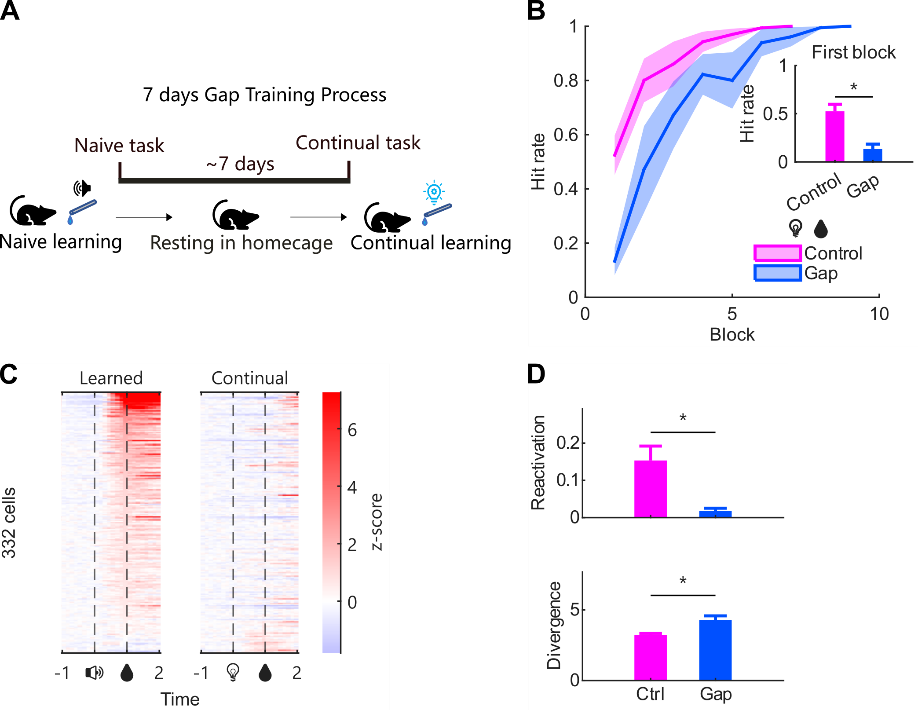 A
7 days Gap Training Process
Naive task
Continual task
~7 days
Naive learning
Resting in homecage
Continual learning
B
1
0.8
0.6
0.4
0.2
0
Hit rate
0
5
10
Block
First block
1
0.5
0
Hit rate
*
Control
Gap
Control
Gap
C
Learned
Continual
332 cells
-1
2
-1
2
Time
6
4
2
0
z-score
D
Reactivation
0.2
0.1
0
*
Divergence
5
0
*
Ctrl
Gap